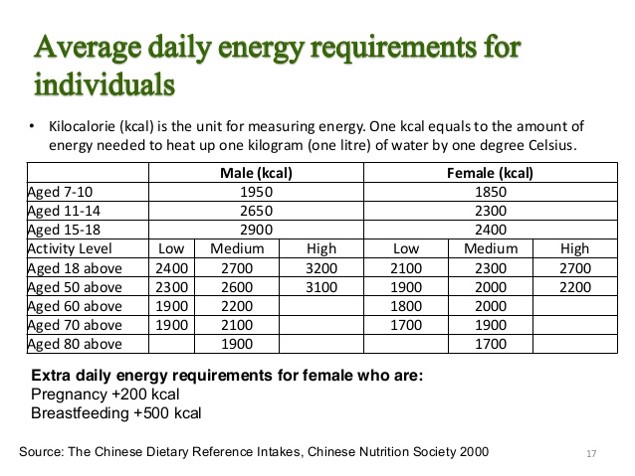 Average daily energy requirements for
individuals
• Kilocalorie (kcal) is the unit for measuring energy. One kcal equals to the amount of
energy needed to heat up one kilogram (one litre) of water by one degree Celsius.
Male (kcal) Female (kcal)
Aged 7-10 1950 1850
Aged 11-14 2650 2300
Aged 15-18 2900 2400
Activity Level Low Medium High Low Medium High
Aged 18 above 2400 2700 3200 2100 2300 2700
Aged 50 above 2300 2600 3100 1900 2000 2200
Aged 60 above 1900 2200 1800 2000
Aged 70 above 1900 2100 1700 1900
Aged 80 above 1900 1700
Extra daily energy requirements for female who are:
Pregnancy +200 kcal
Breastfeeding +500 kcal
Source: The Chinese Dietary Reference Intakes, Chinese Nutrition Society 2000
17